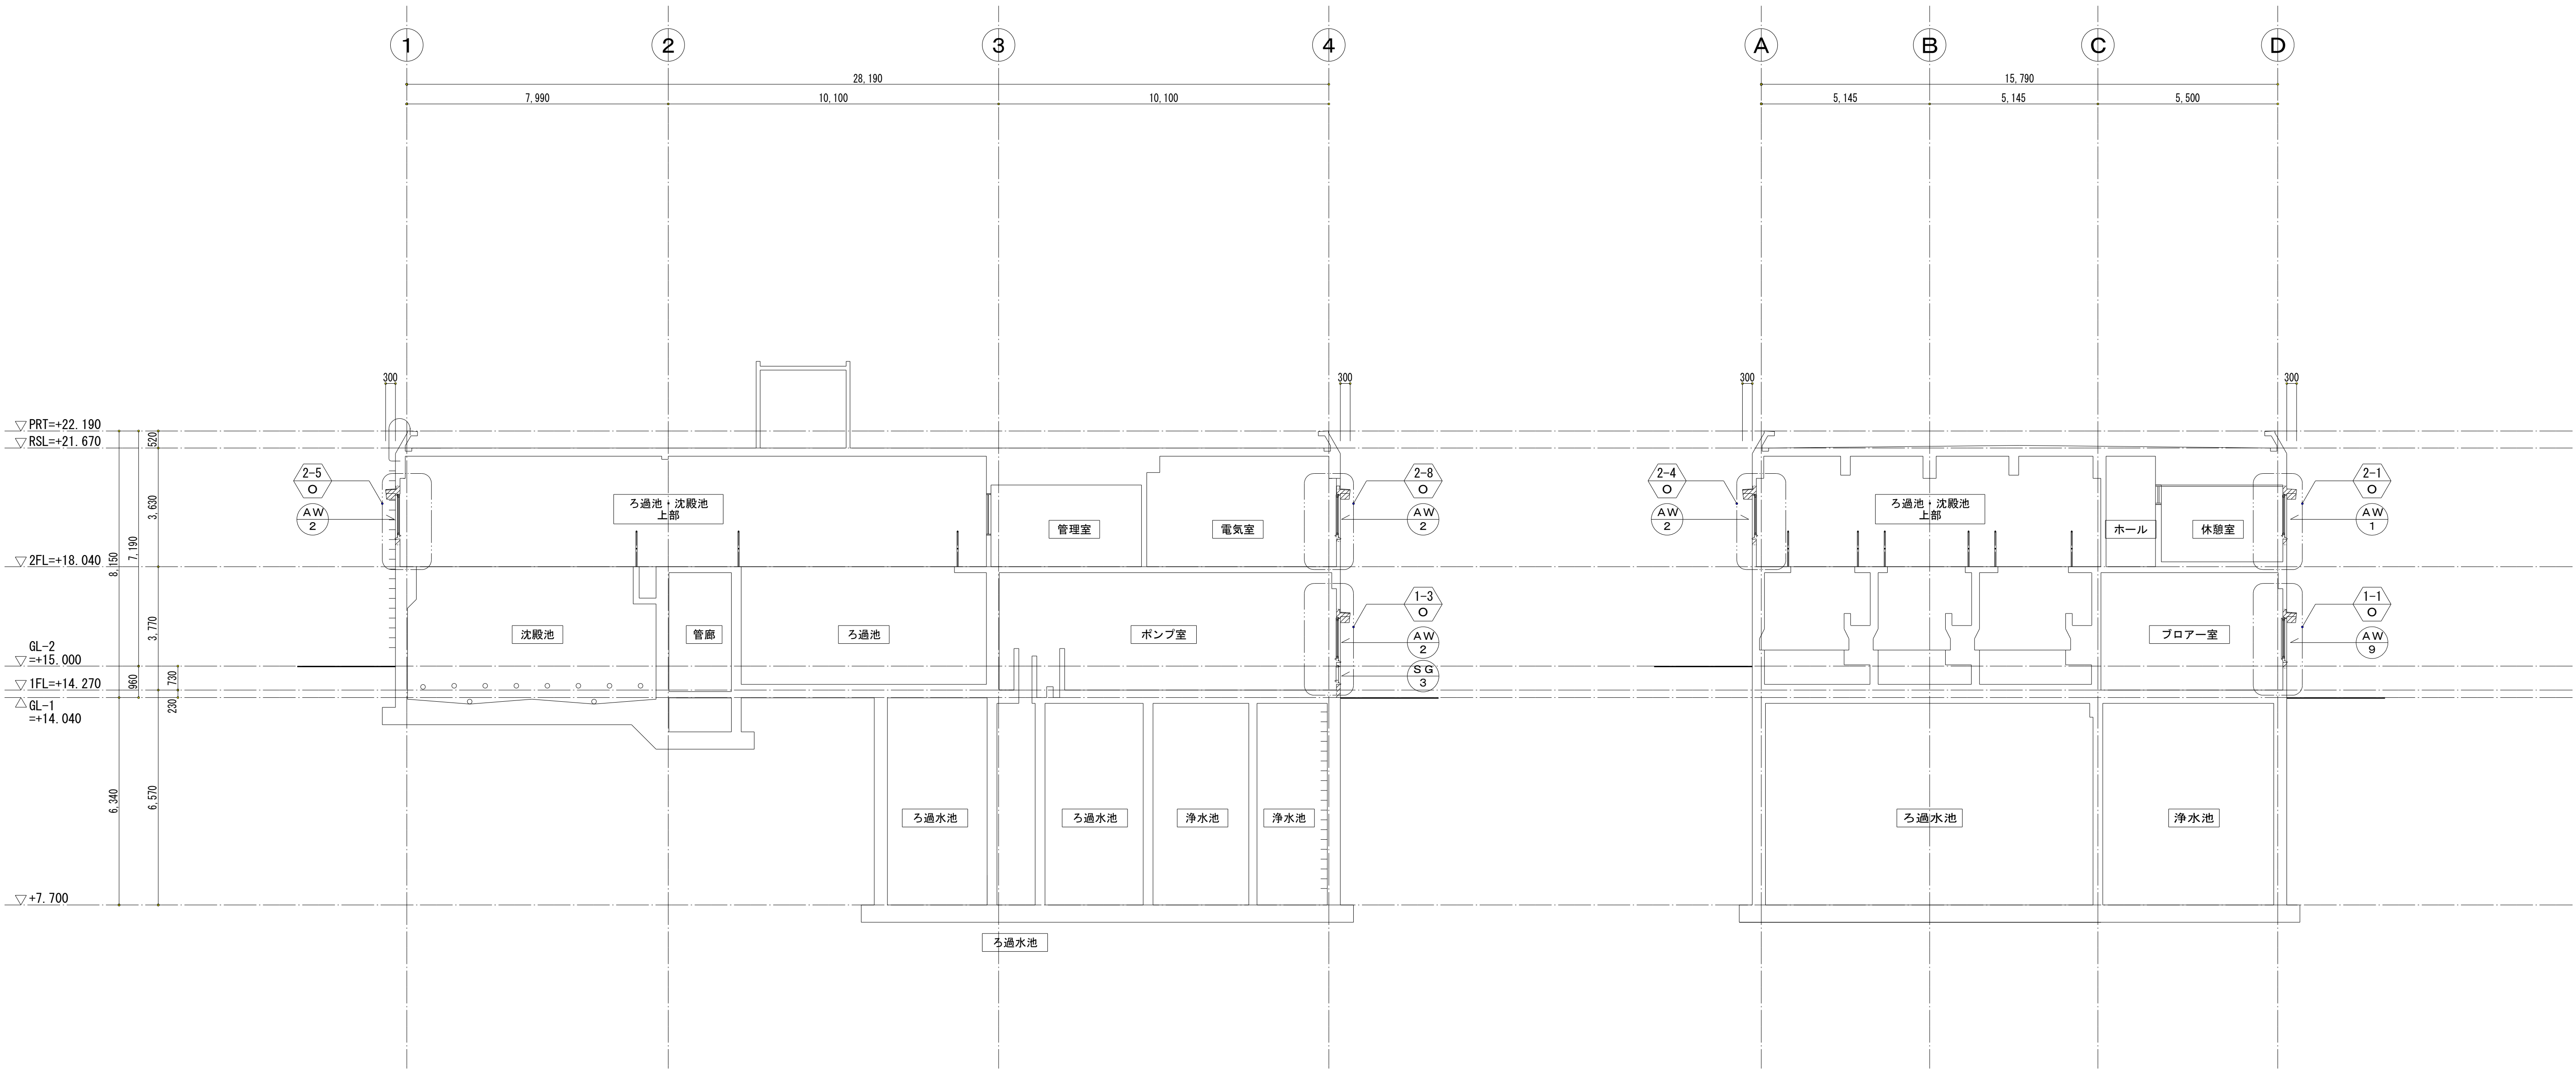 1 2 3 4 A B C D
28,190 15,790
7,990 10,100 10,100 5,145 5,145 5,500
300 300 300 300
PRT=+22.190
RSL=+21.670
520
2-5
O
AW
2
3,630
7,190
8,150
ろ過池・沈殿池
上部
管理室
電気室
2-8
O
AW
2
2-4
O
AW
2
ろ過池・沈殿池
上部
ホール
休憩室
2-1
O
AW
1
2FL=+18.040
3,770
沈殿池
管廊
ろ過池
ポンプ室
1-3
O
AW
2
SG
3
ブロアー室
1-1
O
AW
9
GL-2
=+15.000
960
730
1FL=+14.270
230
GL-1
=+14.040
6,340
6,570
ろ過水池
ろ過水池
浄水池
浄水池
ろ過水池
浄水池
+7.700
ろ過水池